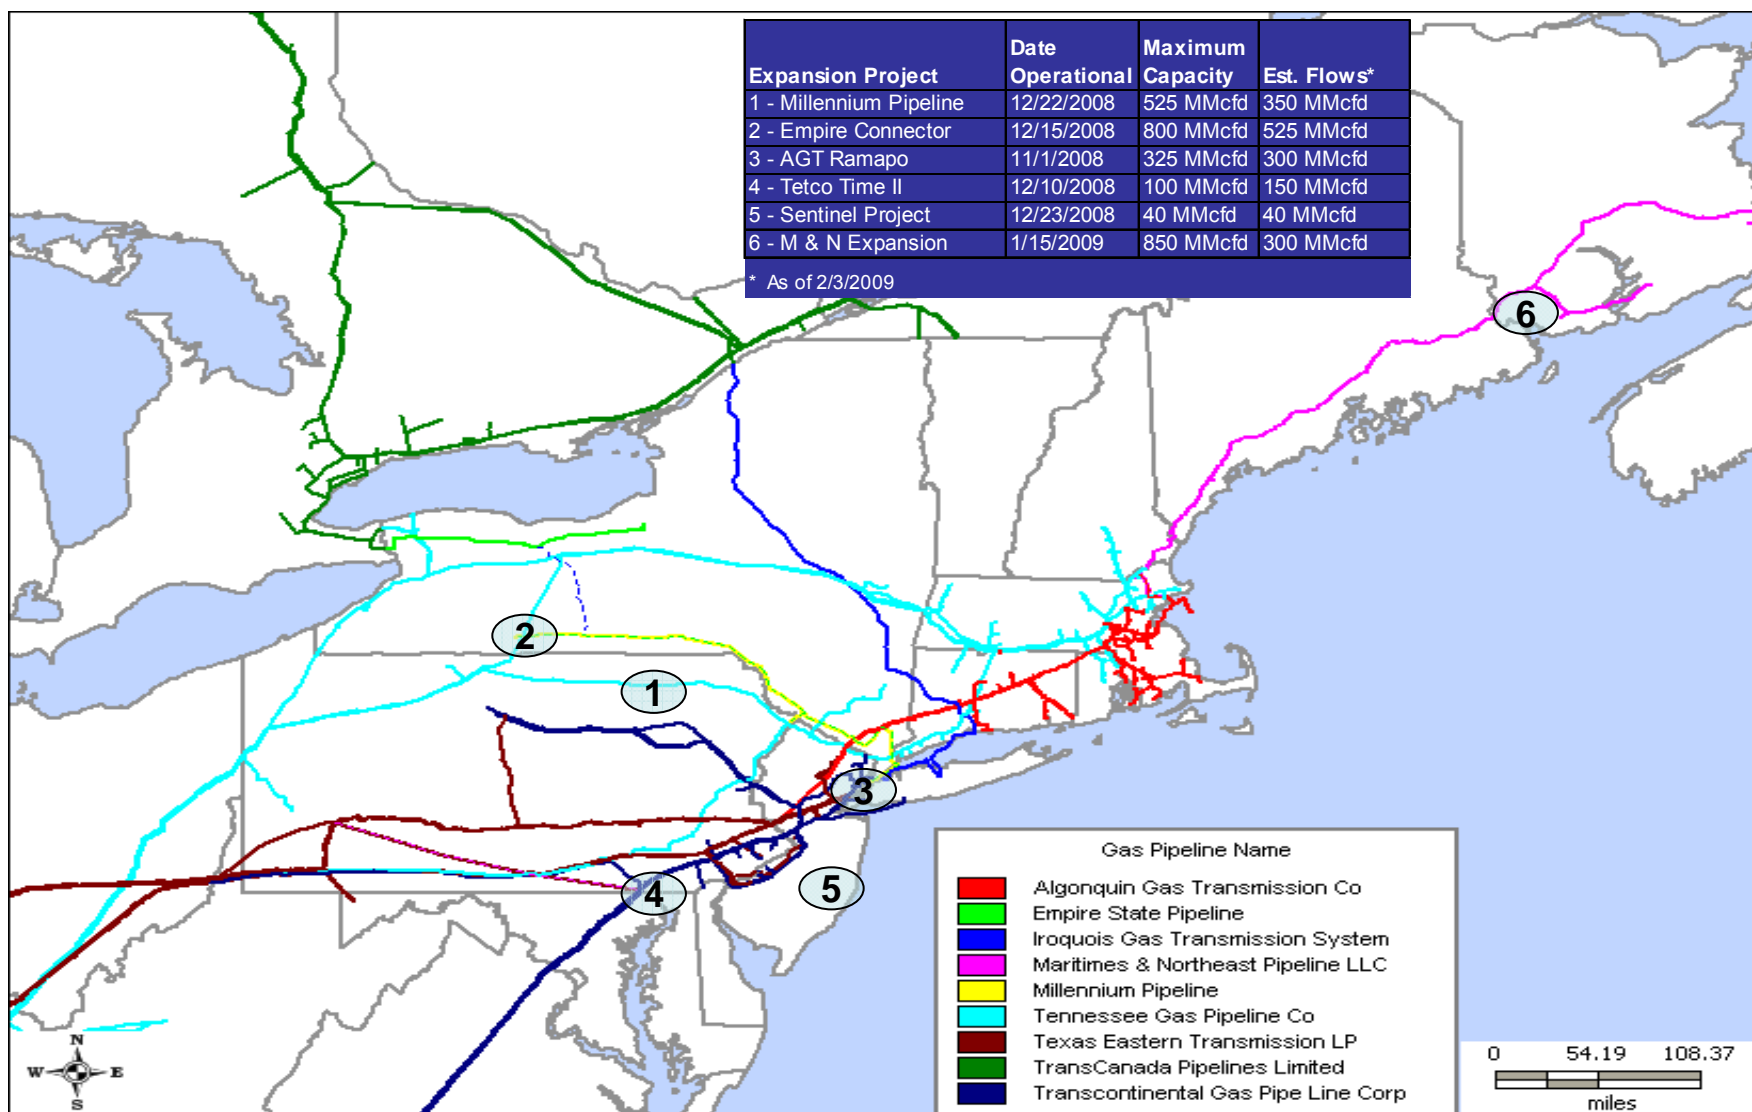 Expansion Project Date Operational Maximum Capacity Est. Flows*
1 - Millennium Pipeline 12/22/2008 525 MMcfd 350 MMcfd
2 - Empire Connector 12/15/2008 800 MMcfd 525 MMcfd
3 - AGT Ramapo 11/1/2008 325 MMcfd 300 MMcfd
4 - Tetco Time II 12/10/2008 100 MMcfd 150 MMcfd
5 - Sentinel Project 12/23/2008 40 MMcfd 40 MMcfd
6 - M & N Expansion 1/15/2009 850 MMcfd 300 MMcfd
* As of 2/3/2009
6
2
1
3
4
5
Gas Pipeline Name
Algonquin Gas Transmission Co
Empire State Pipeline
Iroquois Gas Transmission System
Maritimes & Northeast Pipeline LLC
Millennium Pipeline
Tennessee Gas Pipeline Co
Texas Eastern Transmission LP
TransCanada Pipelines Limited
Transcontinental Gas Pipe Line Corp
N
W E
S
0 54.19 108.37
miles